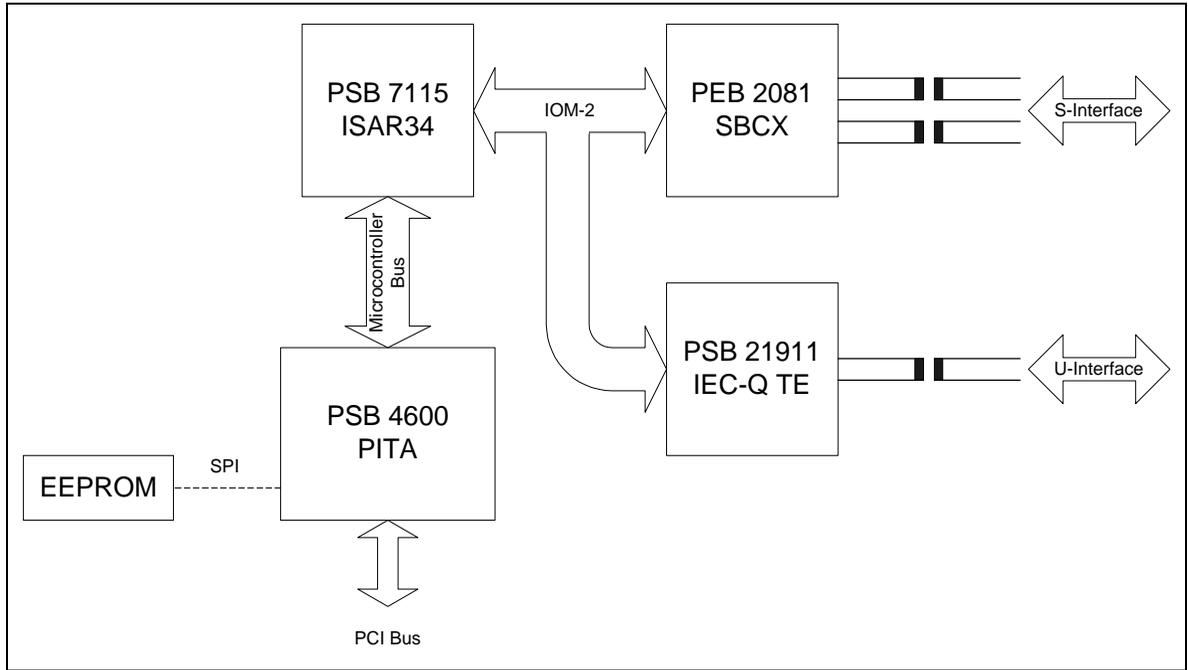 PSB 7115
ISAR34
IOM-2
PEB 2081
SBCX
S-Interface
Microcontroller
Bus
PSB 21911
IEC-Q TE
U-Interface
PSB 4600
PITA
SPI
EEPROM
PCI Bus